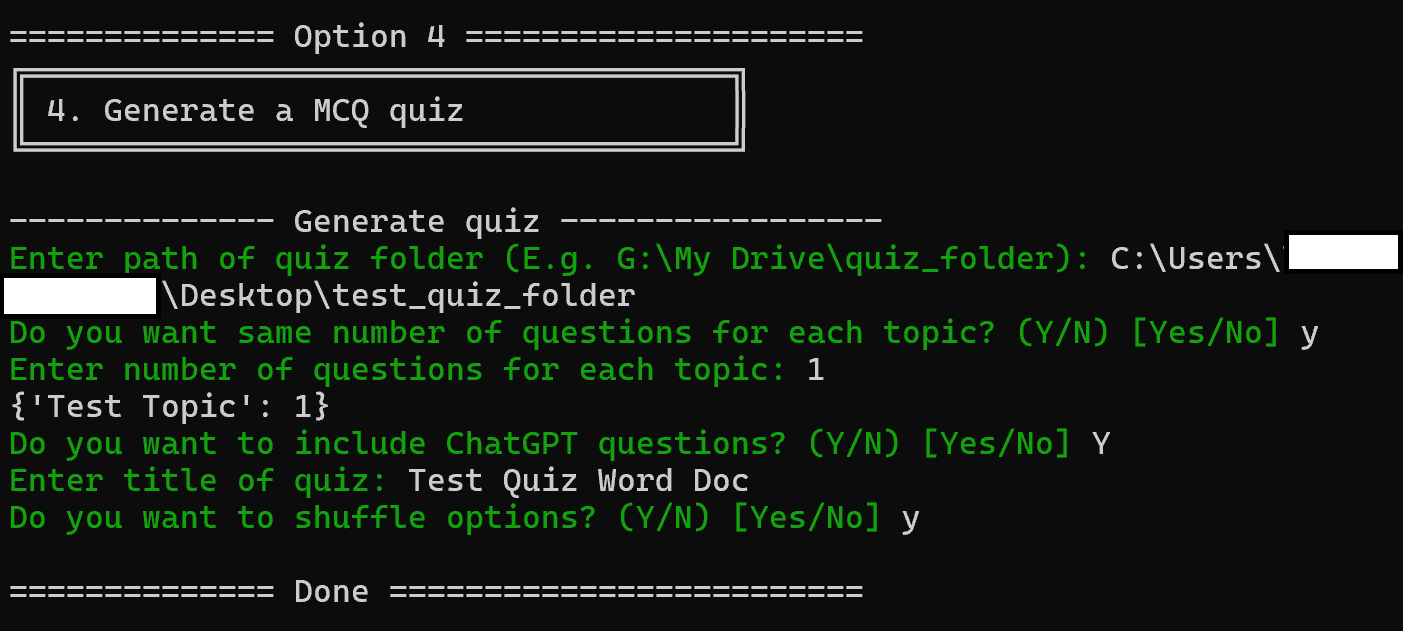 ============== Option 4 =====================
4. Generate a MCQ quiz
-------------- Generate quiz -----------------
Enter path of quiz folder (E.g. G:\My Drive\quiz_folder): C:\Users\
\Desktop\test_quiz_folder
Do you want same number of questions for each topic? (Y/N) [Yes/No] y
Enter number of questions for each topic: 1
{'Test Topic': 1}
Do you want to include ChatGPT questions? (Y/N) [Yes/No] Y
Enter title of quiz: Test Quiz Word Doc
Do you want to shuffle options? (Y/N) [Yes/No] y
============== Done =========================